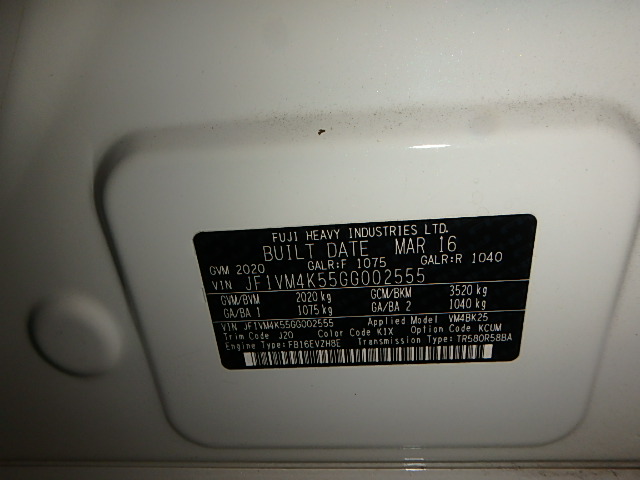 FUJI HEAVY INDUSTRIES LTD.
BUILT DATE MAR 16
GVM 2020 GALR:F 1075 GALR:R 1040
VIN JF1VM4K55GG002555
GVM/BVM 2020 kg GCM/BKM 3520 kg
GA/BA 1 1075 kg GA/BA 2 1040 kg
VIN JF1VM4K55GG002555 Applied Model VM4BK25
Trim Code J20 Color Code K1X Option Code KCUM
Engine Type:FB16EVZH8E Transmission Type:TR580R58BA